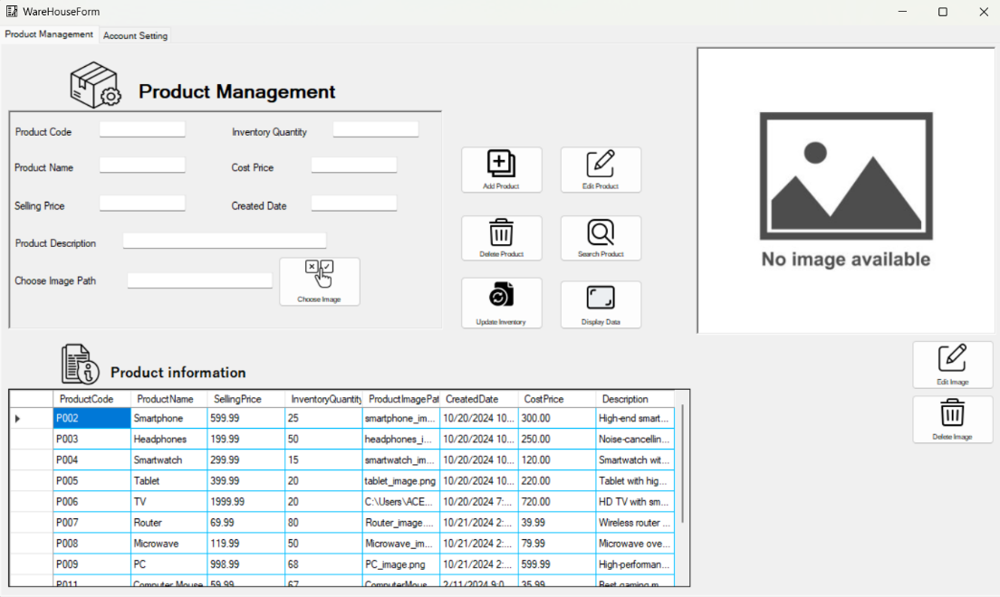 WareHouseForm
Product Management Account Setting
Product Management
Product Code Inventory Quantity
Product Name Cost Price
Selling Price Created Date
Product Description
Choose Image Path Choose Image
Add Product Edit Product
Delete Product Search Product
Update Inventory Display Data
No image available
Edit Image
Delete Image
Product information
ProductCode ProductName SellingPrice InventoryQuantity ProductImagePat CreatedDate CostPrice Description
P002 Smartphone 599.99 25 smartphone_im... 10/20/2024 10... 300.00 High-end smart...
P003 Headphones 199.99 50 headphones_i... 10/20/2024 10... 250.00 Noise-cancellin...
P004 Smartwatch 299.99 15 smartwatch_im... 10/20/2024 10... 120.00 Smartwatch wit...
P005 Tablet 399.99 20 tablet_image.png 10/20/2024 10... 220.00 Tablet with hig...
P006 TV 1999.99 20 C:\Users\ACE... 10/20/2024 7:... 720.00 HD TV with sm...
P007 Router 69.99 80 Router_image.... 10/21/2024 2:... 39.99 Wireless router ...
P008 Microwave 119.99 50 Microwave_im... 10/21/2024 2:... 79.99 Microwave ove...
P009 PC 998.99 68 PC_image.png 10/21/2024 2:... 599.99 High-performan...
P011 Computer Mouse 59.99 67 ComputerMous... 2/11/2024 9:0... 35.99 Best gaming m...